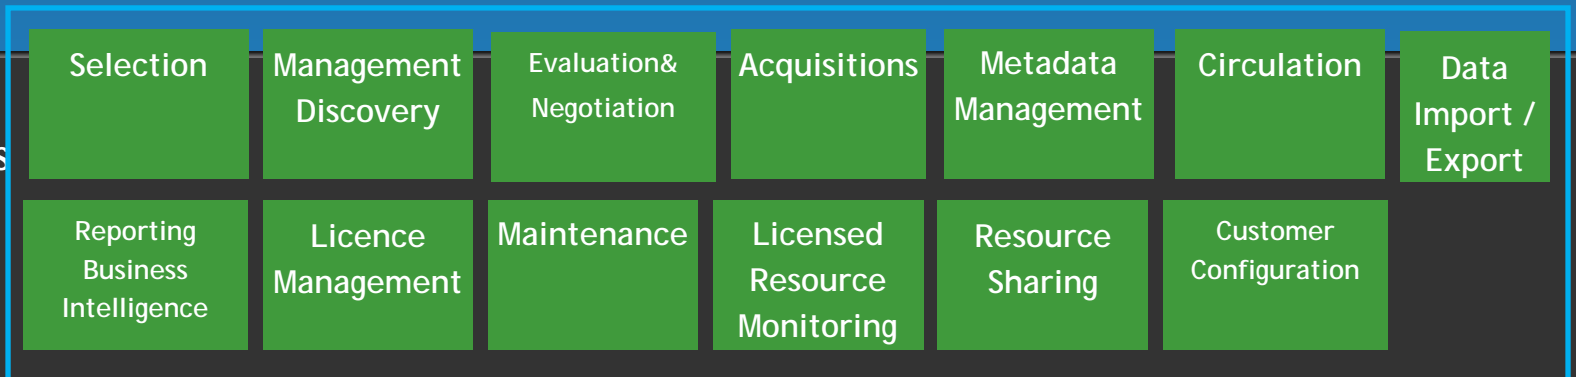 Selection
Management
Discovery
Evaluation&
Negotiation
Acquisitions
Metadata
Management
Circulation
Data
Import /
Export
s
Reporting
Business
Intelligence
Licence
Management
Maintenance
Licensed
Resource
Monitoring
Resource
Sharing
Customer
Configuration